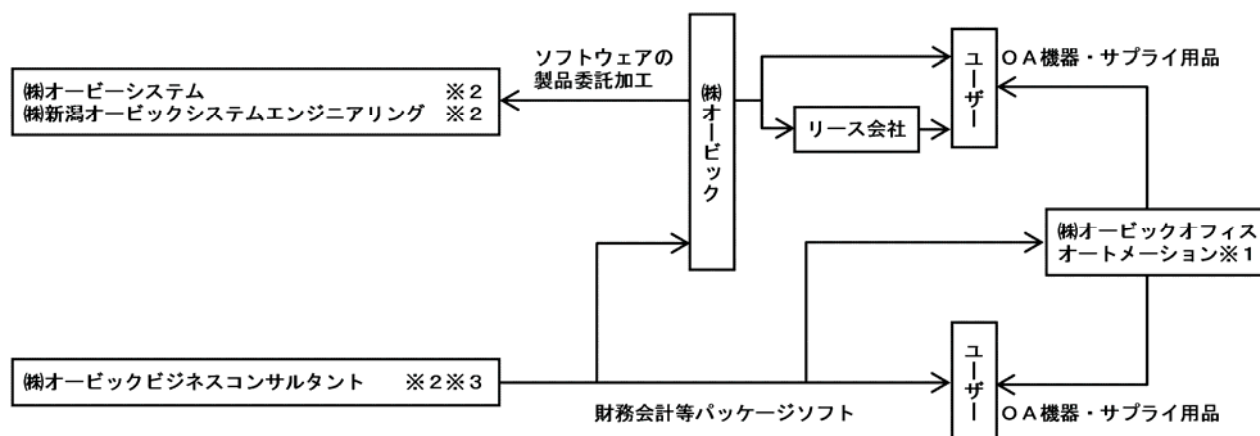 ソフトウェアの
製品委託加工
㈱オービーシステム ※2
㈱新潟オービックシステムエンジニアリング ※2
㈱オービック
リース会社
ユーザー
OA機器・サプライ用品
㈱オービックオフィス
オートメーション※1
㈱オービックビジネスコンサルタント ※2※3
財務会計等パッケージソフト
ユーザー
OA機器・サプライ用品